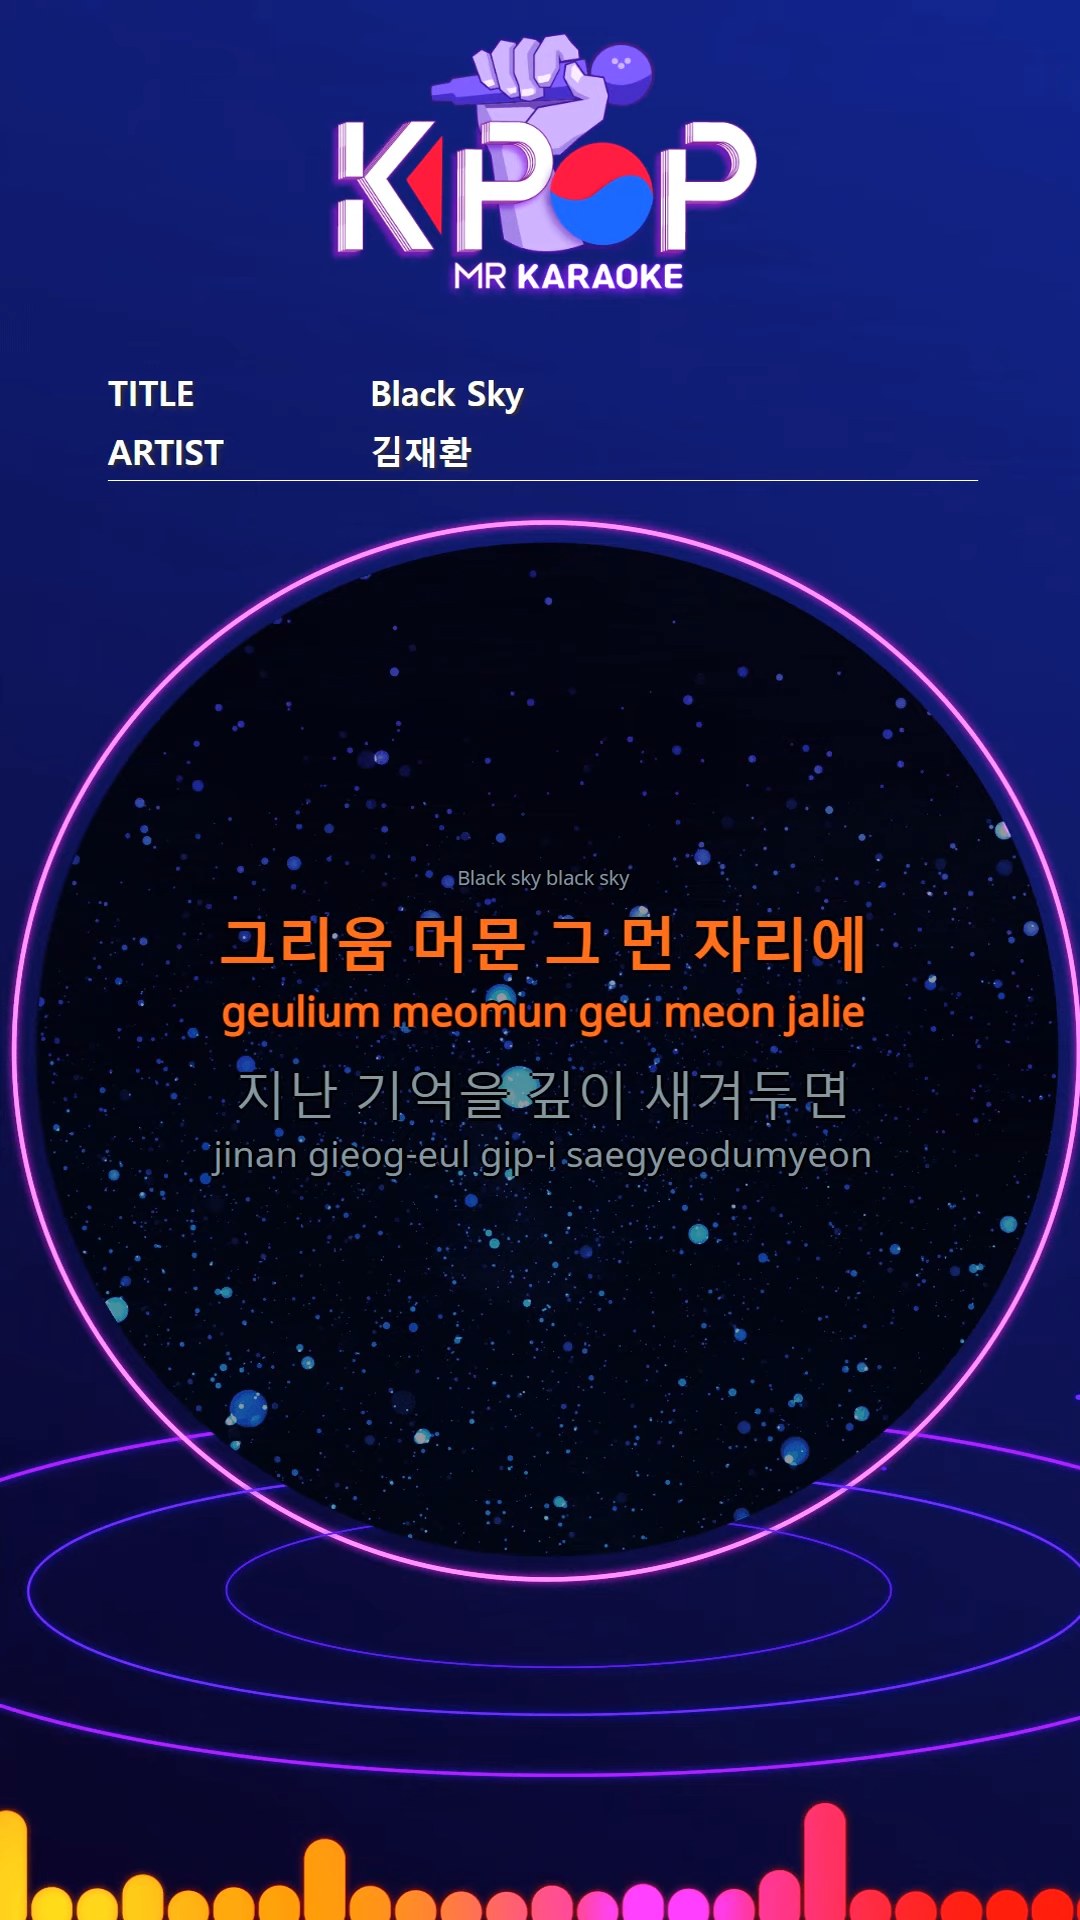 KPOP
MR KARAOKE
TITLE Black Sky
ARTIST 김재환
Black sky black sky
그리움 머문 그 먼 자리에
geulium meomun geu meon jalie
지난 기억을 깊이 새겨두면
jinan gieog-eul gip-i saegyeodumyeon